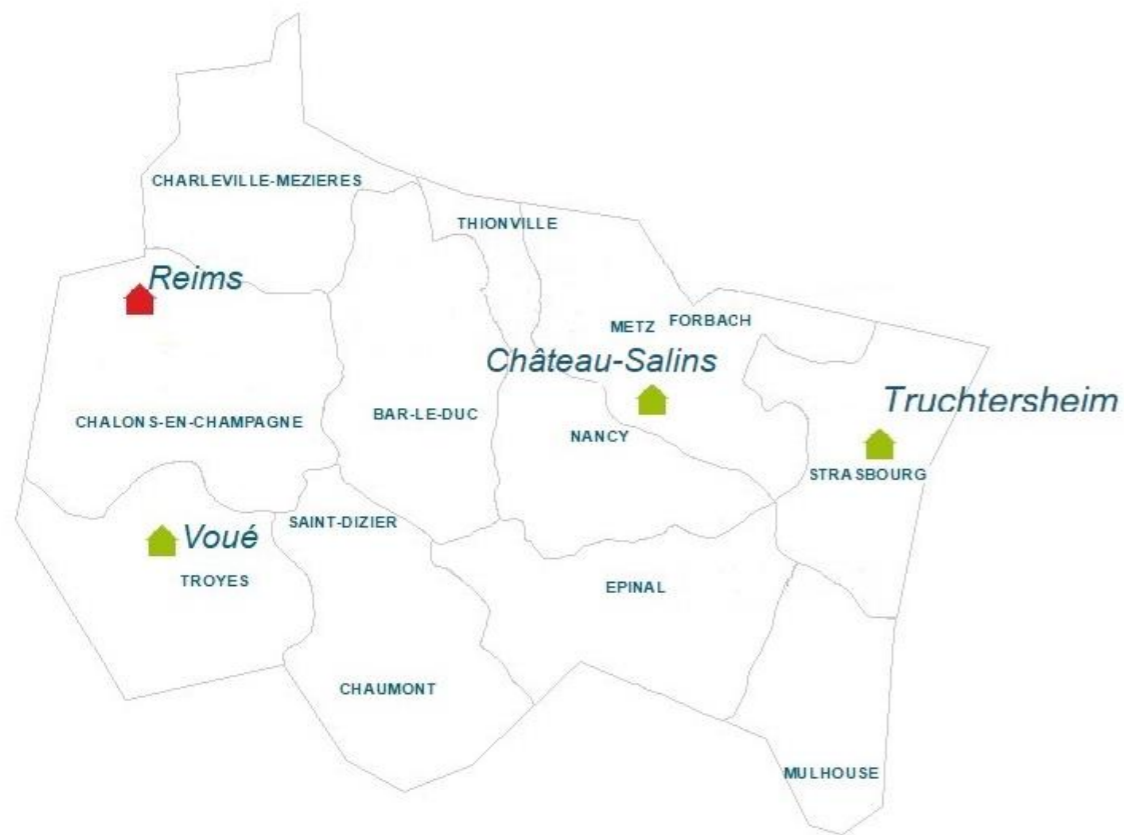 CHARLEVILLE-MEZIERES
THIONVILLE
Reims
METZ
FORBACH
Château-Salins
Truchtersheim
CHALONS-EN-CHAMPAGNE
BAR-LE-DUC
NANCY
STRASBOURG
SAINT-DIZIER
Voué
TROYES
EPINAL
CHAUMONT
MULHOUSE